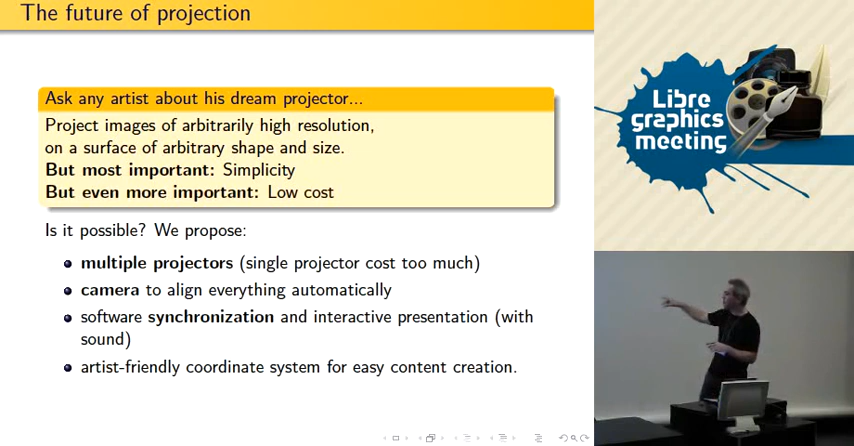 The future of projection
Ask any artist about his dream projector...
Project images of arbitrarily high resolution,
on a surface of arbitrary shape and size.
But most important: Simplicity
But even more important: Low cost
Is it possible? We propose:
multiple projectors (single projector cost too much)
camera to align everything automatically
software synchronization and interactive presentation (with
sound)
artist-friendly coordinate system for easy content creation.
Libre
graphics
meeting